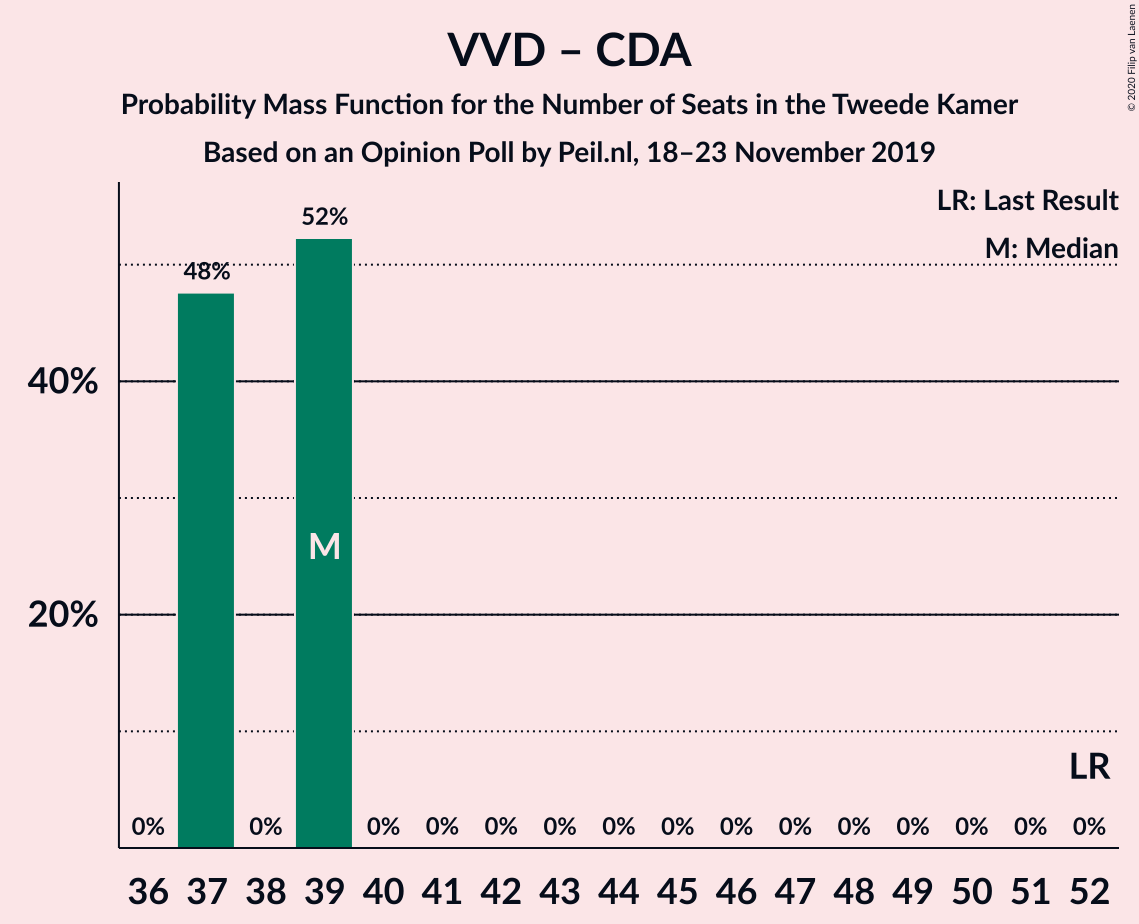 VVD – CDA
Probability Mass Function for the Number of Seats in the Tweede Kamer
Based on an Opinion Poll by Peil.nl, 18–23 November 2019
© 2020 Filip van Laenen
LR: Last Result
M: Median
52%
48%
40%
20%
M
LR
0% 0% 0% 0% 0% 0% 0% 0% 0% 0% 0% 0% 0% 0% 0%
36 37 38 39 40 41 42 43 44 45 46 47 48 49 50 51 52